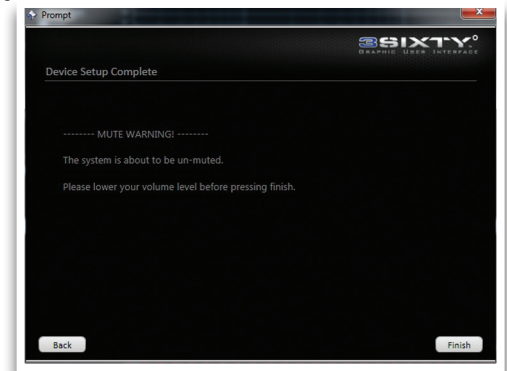 Prompt
3SIXTY.°
GRAPHIC USER INTERFACE
Device Setup Complete
-------- MUTE WARNING! --------
The system is about to be un-muted.
Please lower your volume level before pressing finish.
Back
Finish